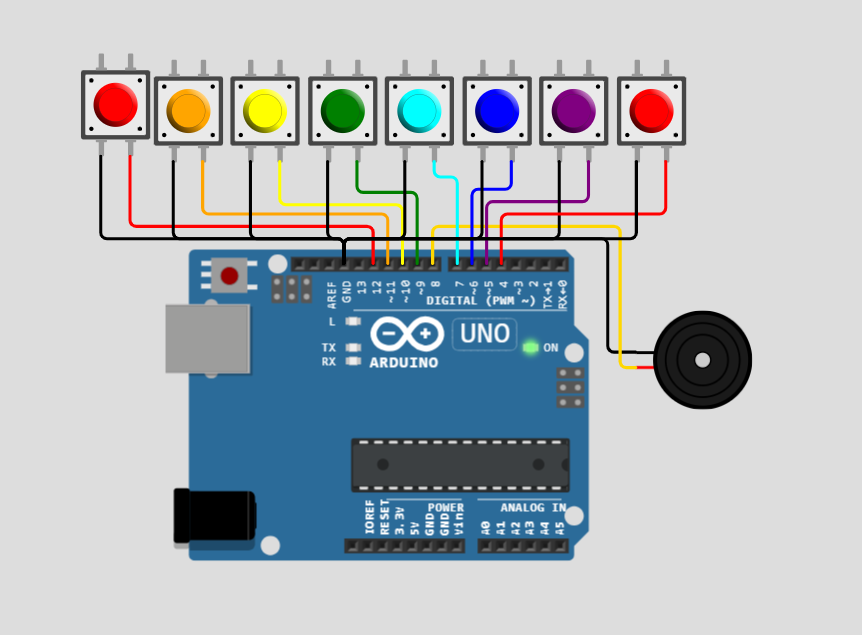 AREF
GND
13
12
~11
~10
~9
8
7
~6
~5
4
~3
2
TX→1
RX←0
DIGITAL (PWM ~)
L
TX
RX
UNO
ON
ARDUINO
POWER
ANALOG IN
IOREF
RESET
3.3V
5V
GND
GND
Vin
A0
A1
A2
A3
A4
A5